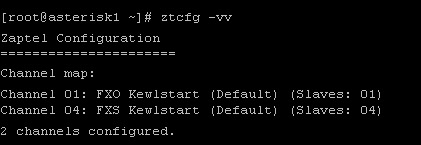 [root@asterisk1 ~]# ztcfg -vv
Zaptel Configuration
======================
Channel map:
Channel 01: FXO Kewlstart (Default) (Slaves: 01)
Channel 04: FXS Kewlstart (Default) (Slaves: 04)
2 channels configured.